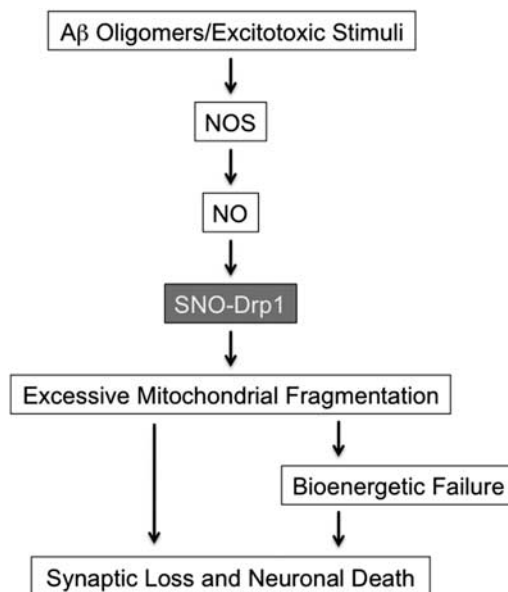 Aβ Oligomers/Excitotoxic Stimuli
NOS
NO
SNO-Drp1
Excessive Mitochondrial Fragmentation
Bioenergetic Failure
Synaptic Loss and Neuronal Death